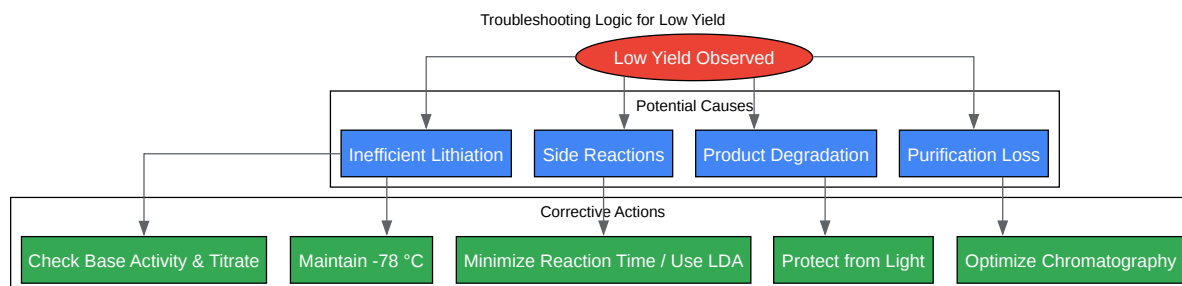 Troubleshooting Logic for Low Yield
Low Yield Observed
Potential Causes
Inefficient Lithiation
Side Reactions
Product Degradation
Purification Loss
Corrective Actions
Check Base Activity & Titrate
Maintain -78 °C
Minimize Reaction Time / Use LDA
Protect from Light
Optimize Chromatography